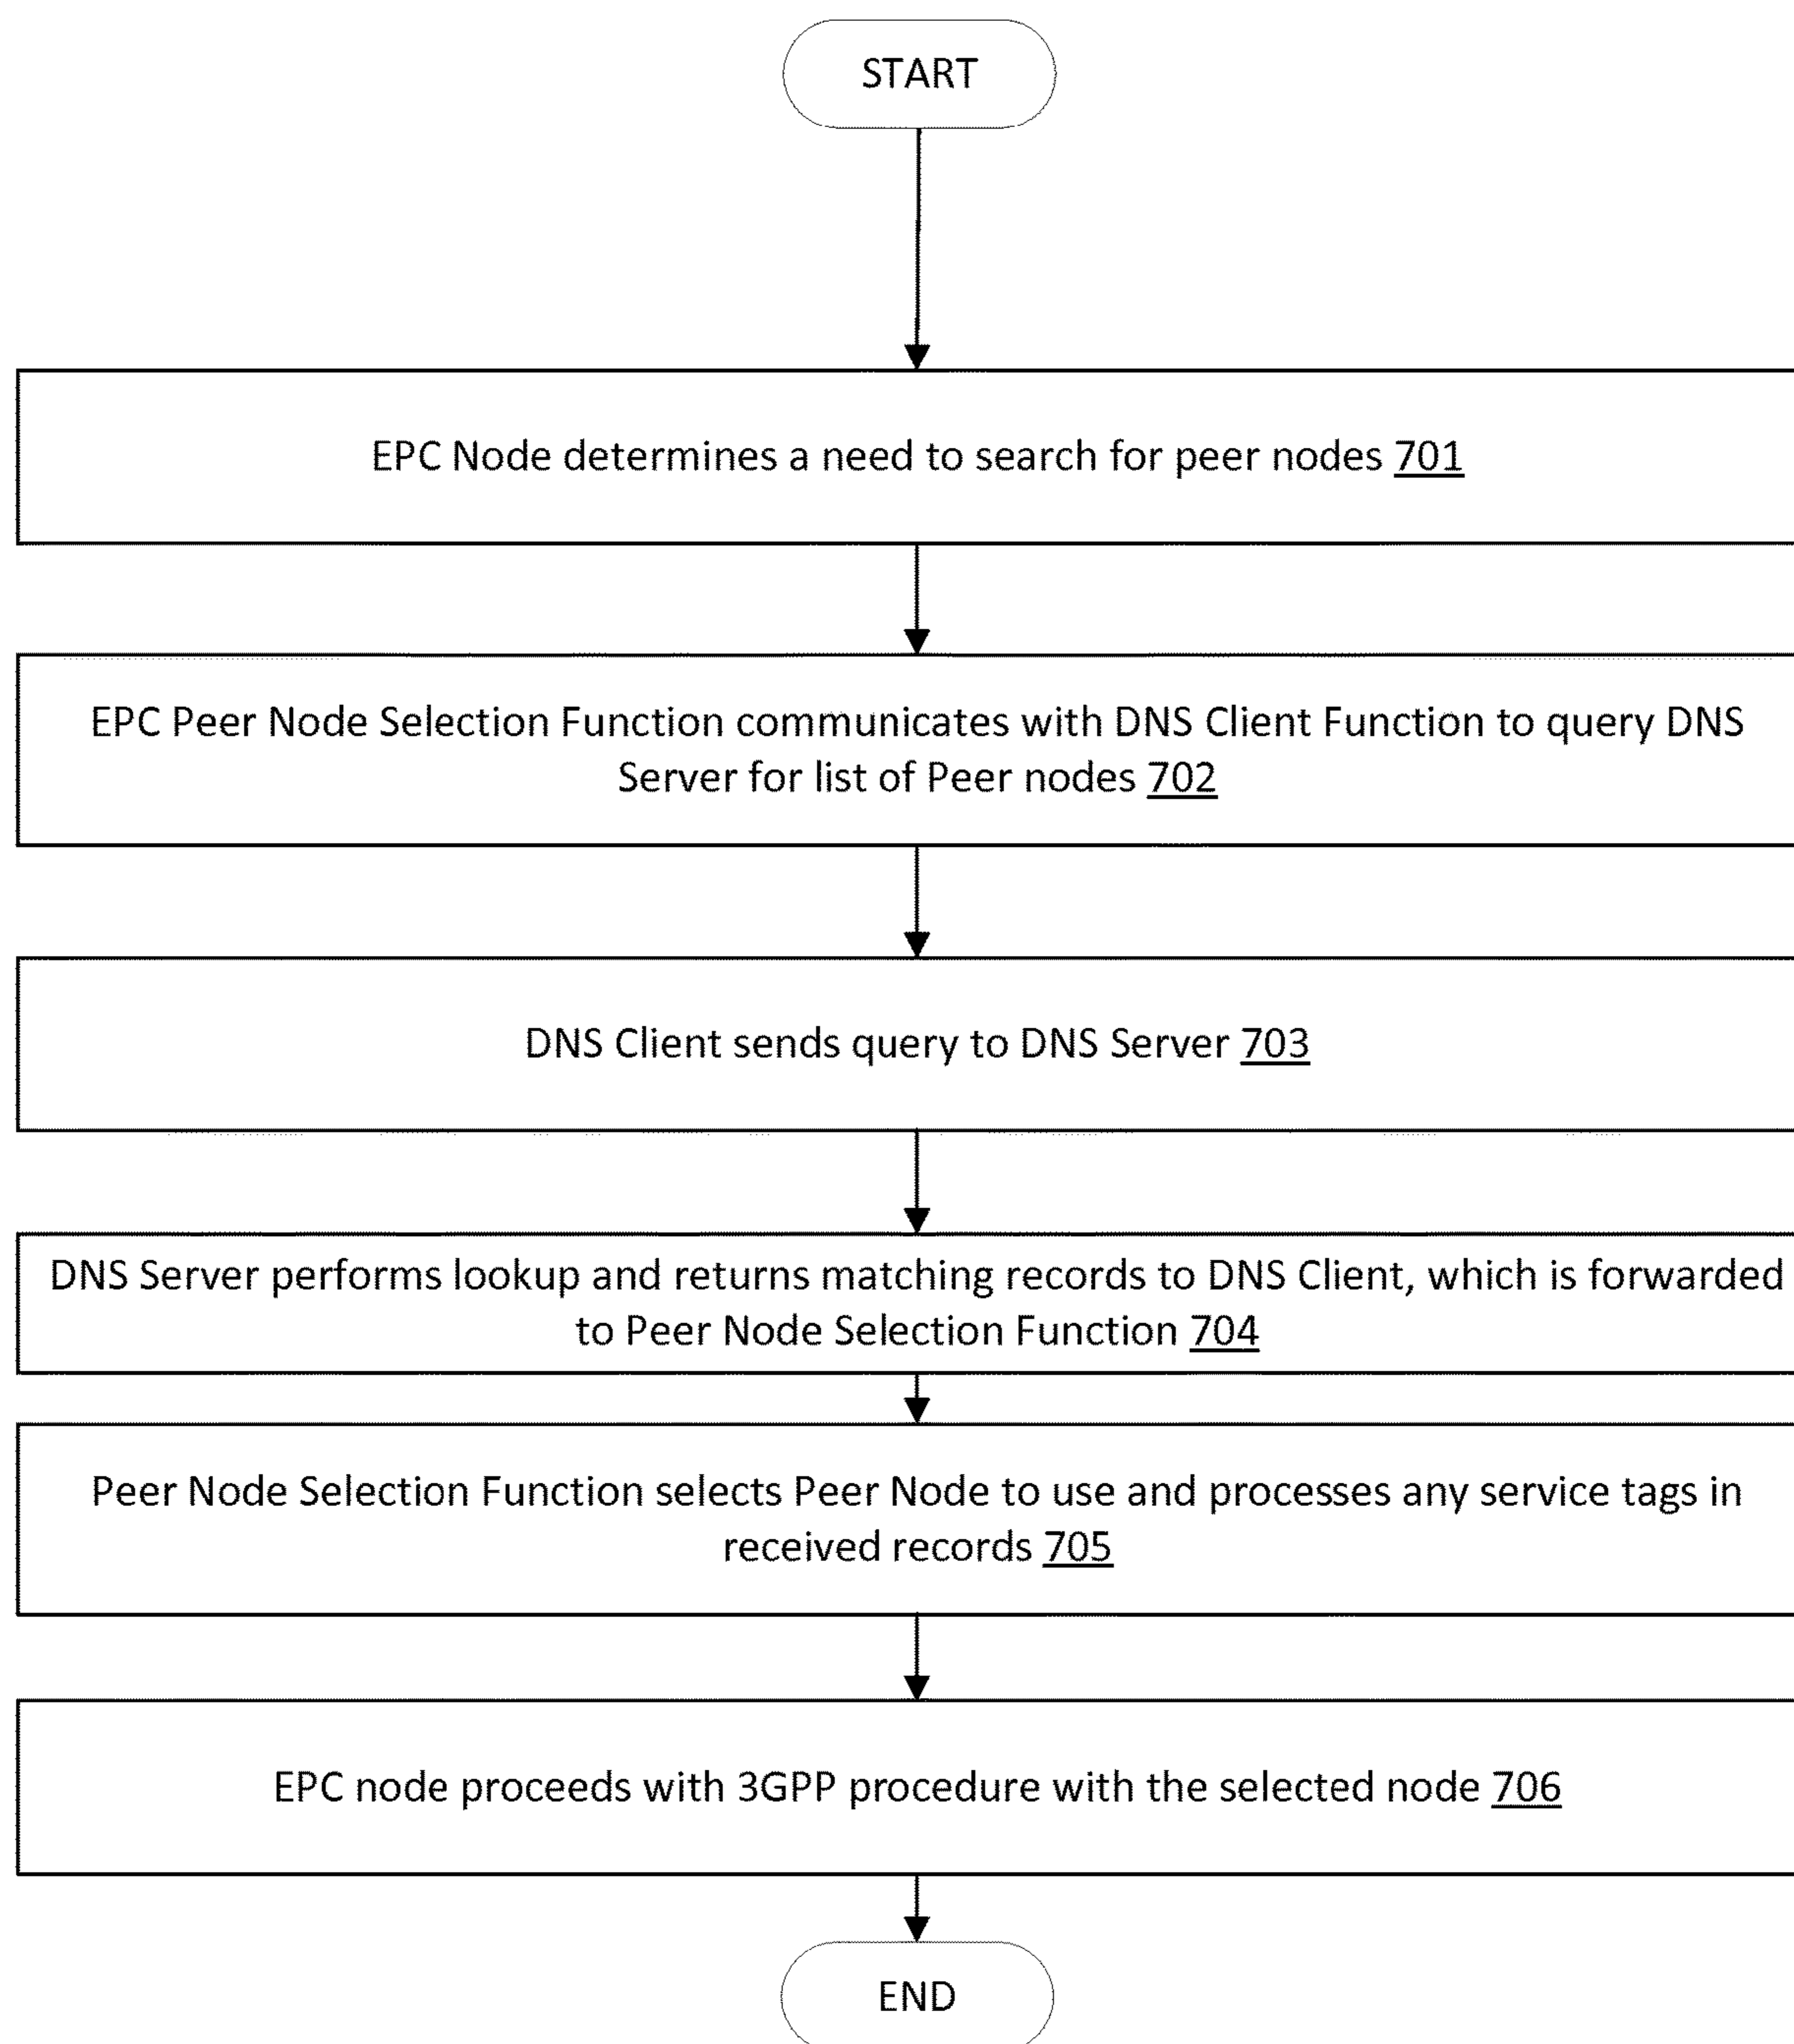 START
EPC Node determines a need to search for peer nodes 701
EPC Peer Node Selection Function communicates with DNS Client Function to query DNS
Server for list of Peer nodes 702
DNS Client sends query to DNS Server 703
DNS Server performs lookup and returns matching records to DNS Client, which is forwarded
to Peer Node Selection Function 704
Peer Node Selection Function selects Peer Node to use and processes any service tags in
received records 705
EPC node proceeds with 3GPP procedure with the selected node 706
END